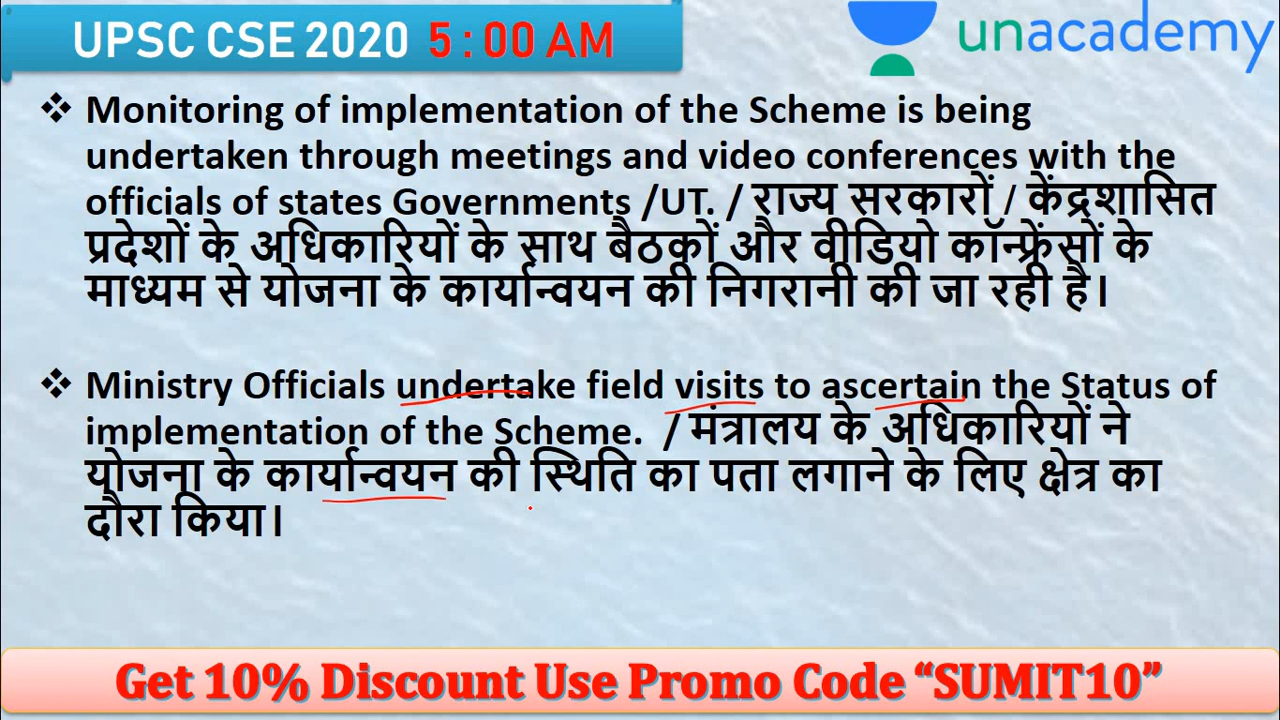 UPSC CSE 2020 5 : 00 AM
unacademy
❖ Monitoring of implementation of the Scheme is being
undertaken through meetings and video conferences with the
officials of states Governments /UT. / राज्य सरकारों / केंद्रशासित
प्रदेशों के अधिकारियों के साथ बैठकों और वीडियो कॉन्फ्रेंसों के
माध्यम से योजना के कार्यान्वयन की निगरानी की जा रही है।
❖ Ministry Officials undertake field visits to ascertain the Status of
implementation of the Scheme. / मंत्रालय के अधिकारियों ने
योजना के कार्यान्वयन की स्थिति का पता लगाने के लिए क्षेत्र का
दौरा किया।
Get 10% Discount Use Promo Code “SUMIT10”